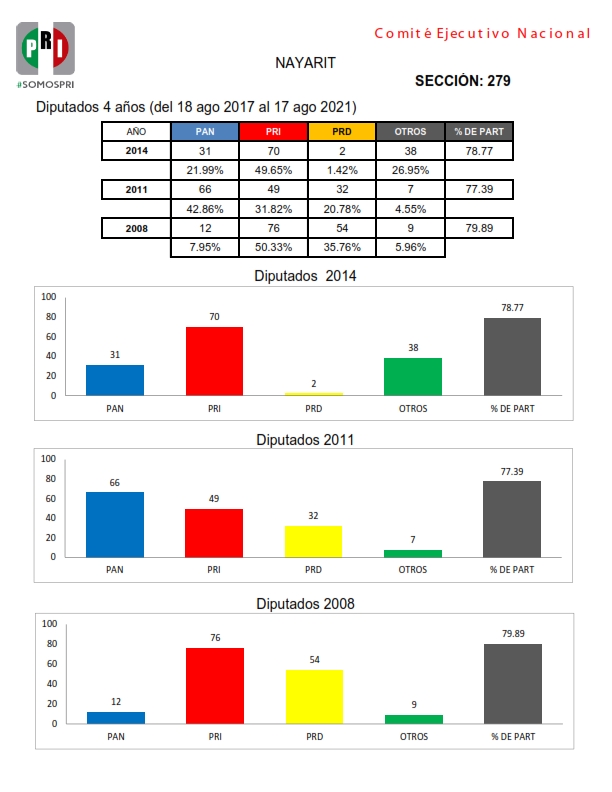 PRI
#SOMOSPRI
Comité Ejecutivo Nacional
NAYARIT
SECCIÓN: 279
Diputados 4 años (del 18 ago 2017 al 17 ago 2021)
AÑO PAN PRI PRD OTROS % DE PART
2014 31 70 2 38 78.77
21.99% 49.65% 1.42% 26.95%
2011 66 49 32 7 77.39
42.86% 31.82% 20.78% 4.55%
2008 12 76 54 9 79.89
7.95% 50.33% 35.76% 5.96%
Diputados 2014
100
80
60
40
20
0
31 70 2 38 78.77
PAN PRI PRD OTROS % DE PART
Diputados 2011
100
80
60
40
20
0
66 49 32 7 77.39
PAN PRI PRD OTROS % DE PART
Diputados 2008
100
80
60
40
20
0
12 76 54 9 79.89
PAN PRI PRD OTROS % DE PART